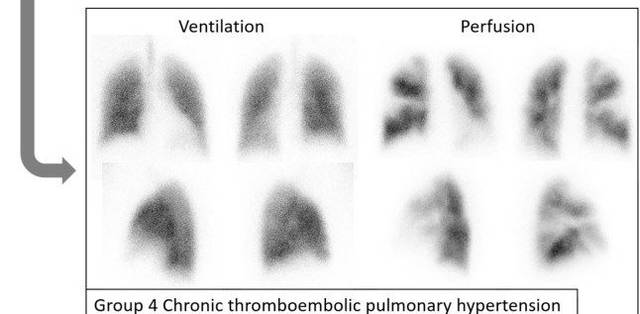 Ventilation
Perfusion
Group 4 Chronic thromboembolic pulmonary hypertension